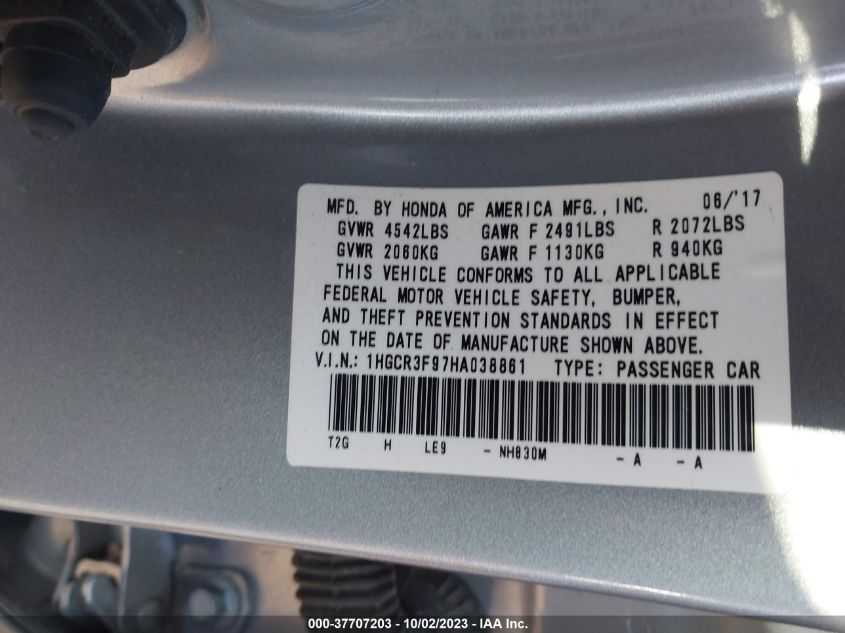 MFD. BY HONDA OF AMERICA MFG., INC. 06/'17
GVWR 4542LBS GAWR F 2491LBS R 2072LBS
GVWR 2060KG GAWR F 1130KG R 940KG
THIS VEHICLE CONFORMS TO ALL APPLICABLE
FEDERAL MOTOR VEHICLE SAFETY, BUMPER,
AND THEFT PREVENTION STANDARDS IN EFFECT
ON THE DATE OF MANUFACTURE SHOWN ABOVE.
V.I.N.: 1HGCR3F97HA038861 TYPE: PASSENGER CAR
T2G H LE9 - NH830M - A - A
000-37707203 - 10/02/2023 - IAA Inc.